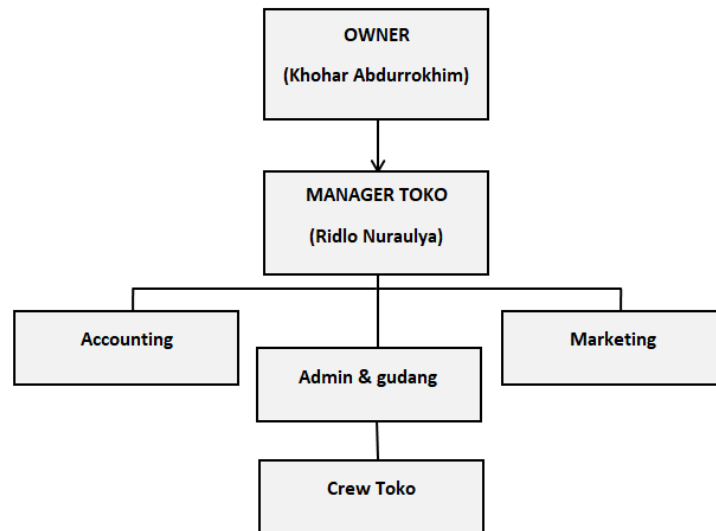 OWNER
(Khohar Abdurrokhim)
MANAGER TOKO
(Ridlo Nuraulya)
Accounting
Admin & gudang
Marketing
Crew Toko